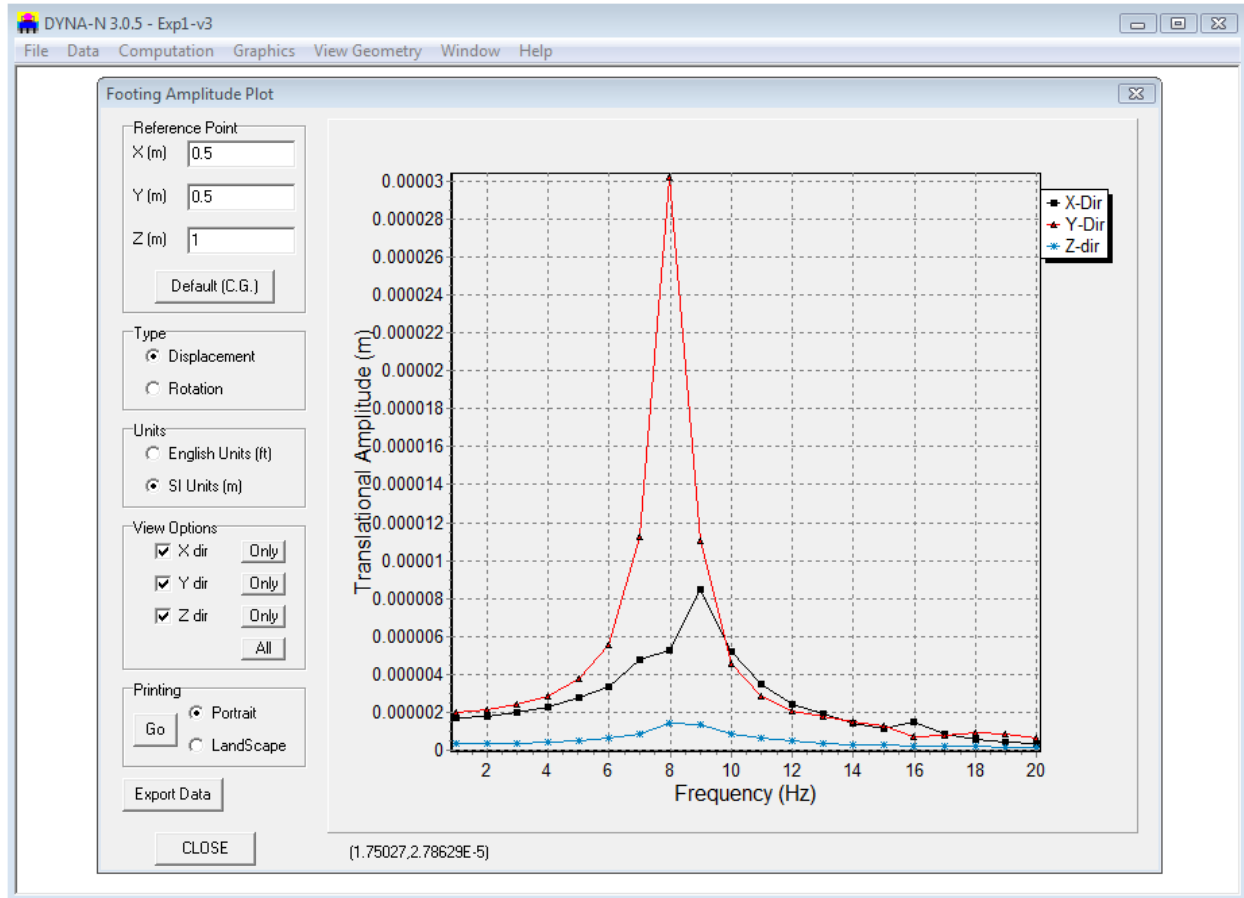 DYNA-N 3.0.5 - Exp1-v3
File Data Computation Graphics View Geometry Window Help
Footing Amplitude Plot
Reference Point
X (m) 0.5
Y (m) 0.5
Z (m) 1
Default (C.G.)
Type
Displacement
Rotation
Units
English Units (ft)
SI Units (m)
View Options
X dir Only
Y dir Only
Z dir Only
All
Printing
Go
Portrait
LandScape
Export Data
CLOSE
Translational Amplitude (m)
0.00003
0.000028
0.000026
0.000024
0.000022
0.00002
0.000018
0.000016
0.000014
0.000012
0.00001
0.000008
0.000006
0.000004
0.000002
0
2 4 6 8 10 12 14 16 18 20
Frequency (Hz)
X-Dir
Y-Dir
Z-dir
(1.75027,2.78629E-5)